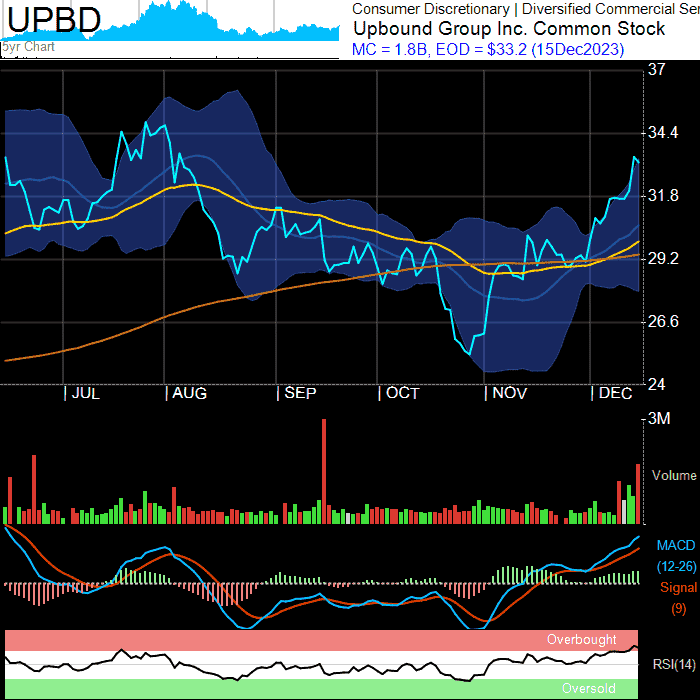 UPBD
5yr Chart
Consumer Discretionary | Diversified Commercial Ser
Upbound Group Inc. Common Stock
MC = 1.8B, EOD = $33.2 (15Dec2023)
37
34.4
31.8
29.2
26.6
24
| JUL | AUG | SEP | OCT | NOV | DEC
3M
Volume
MACD
(12-26)
Signal
(9)
Overbought
RSI(14)
Oversold